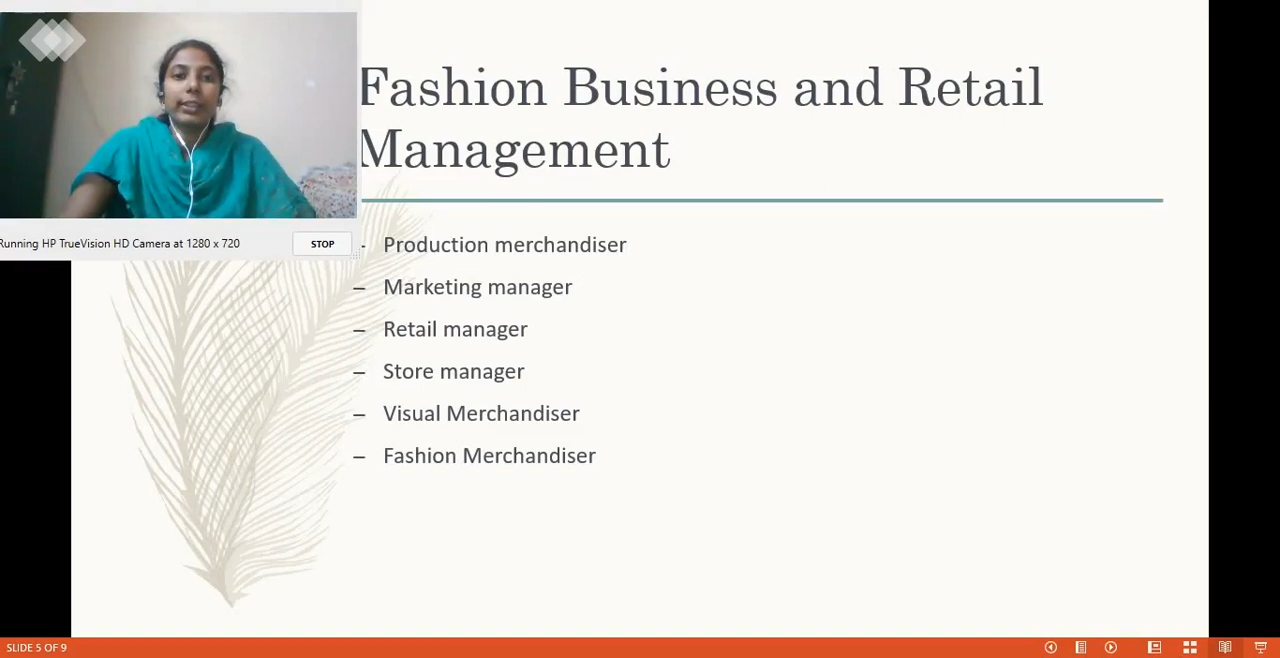 Fashion Business and Retail
Management
Running HP TrueVision HD Camera at 1280 x 720
STOP
- Production merchandiser
– Marketing manager
– Retail manager
– Store manager
– Visual Merchandiser
– Fashion Merchandiser
SLIDE 5 OF 9